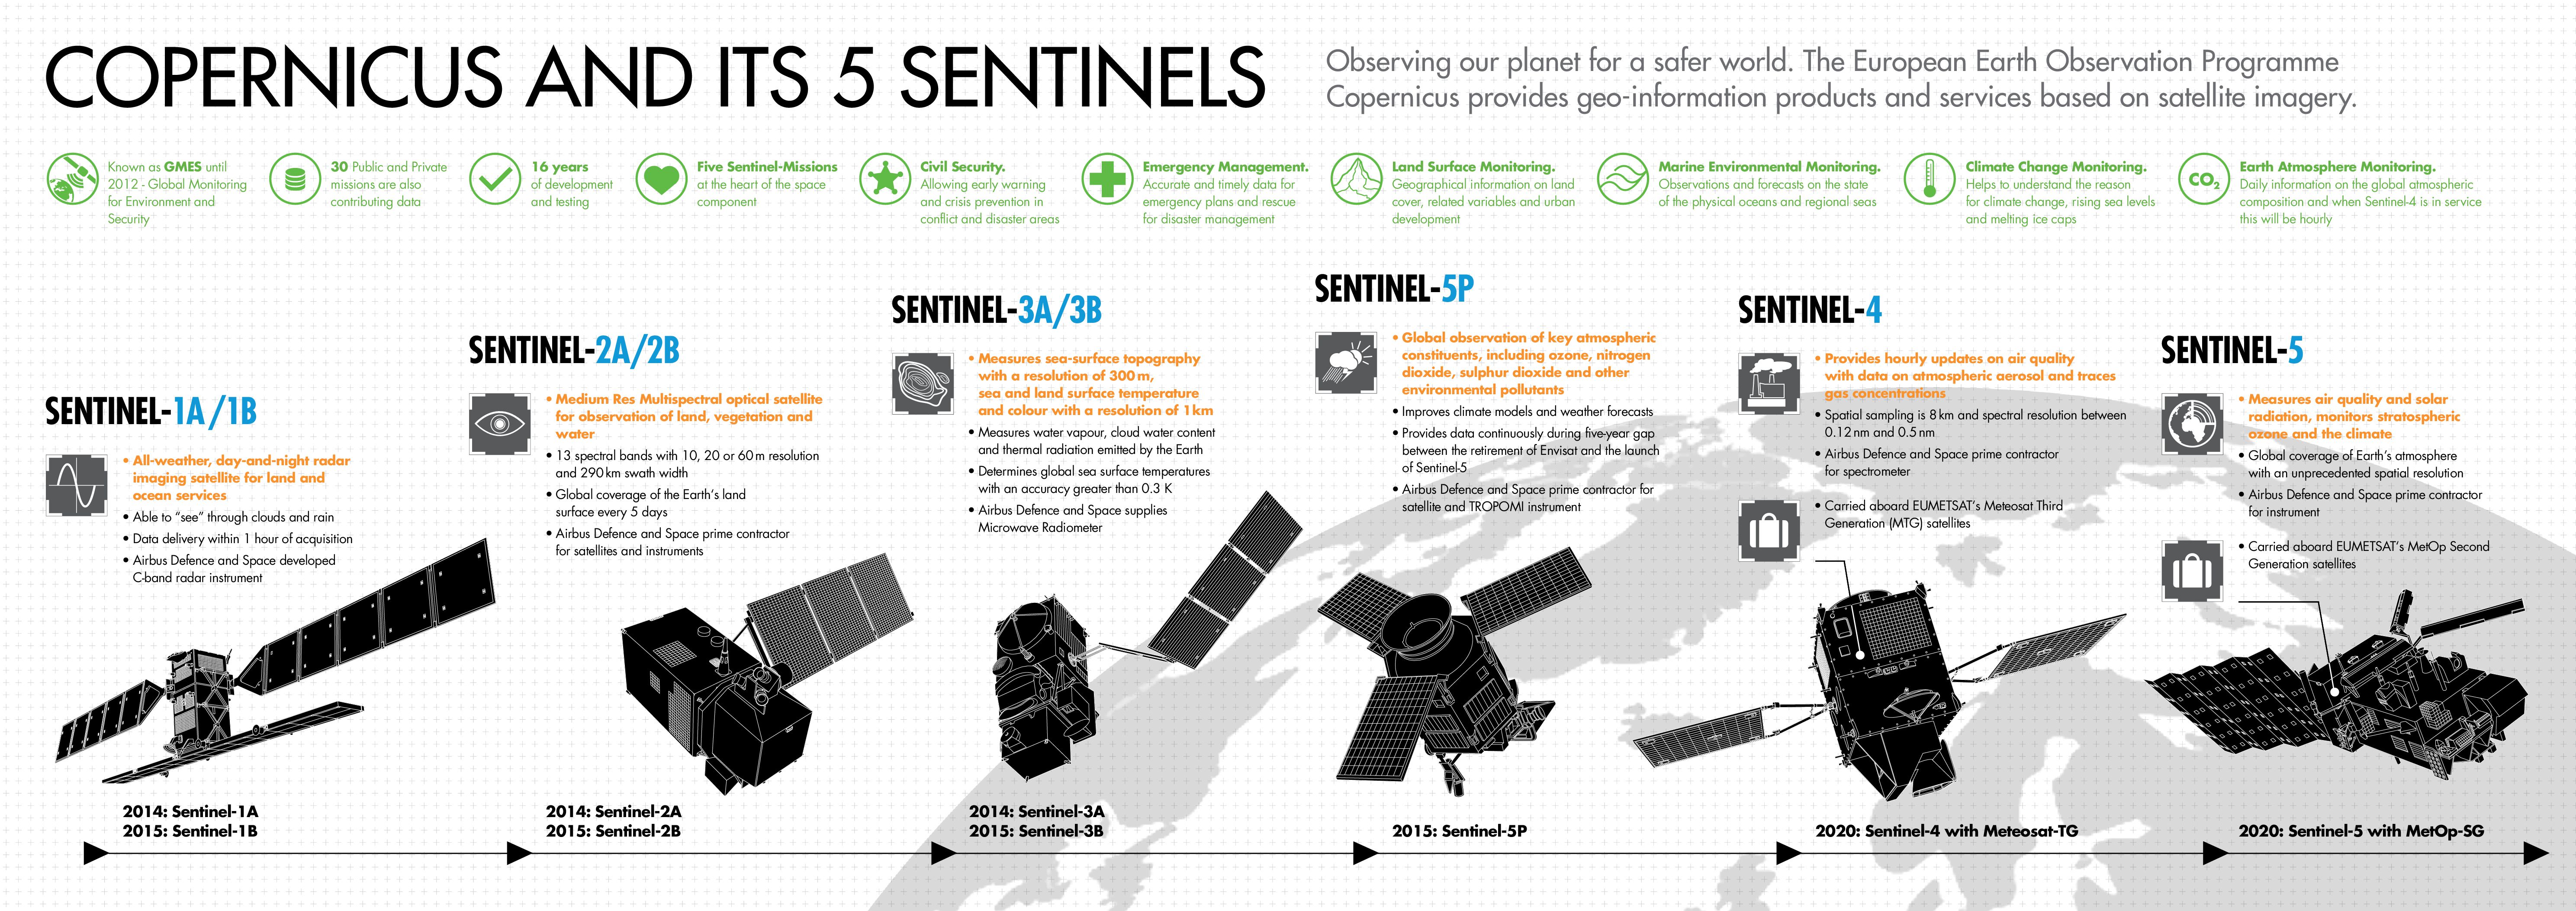 COPERNICUS AND ITS 5 SENTINELS
Observing our planet for a safer world. The European Earth Observation Programme
Copernicus provides geo-information products and services based on satellite imagery.
Known as GMES until
2012 - Global Monitoring
for Environment and
Security
30 Public and Private
missions are also
contributing data
16 years
of development
and testing
Five Sentinel-Missions
at the heart of the space
component
Civil Security.
Allowing early warning
and crisis prevention in
conflict and disaster areas
Emergency Management.
Accurate and timely data for
emergency plans and rescue
for disaster management
Land Surface Monitoring.
Geographical information on land
cover, related variables and urban
development
Marine Environmental Monitoring.
Observations and forecasts on the state
of the physical oceans and regional seas
Climate Change Monitoring.
Helps to understand the reason
for climate change, rising sea levels
and melting ice caps
CO2
Earth Atmosphere Monitoring.
Daily information on the global atmospheric
composition and when Sentinel-4 is in service
this will be hourly
SENTINEL-1A/1B
• All-weather, day-and-night radar
imaging satellite for land and
ocean services
• Able to “see” through clouds and rain
• Data delivery within 1 hour of acquisition
• Airbus Defence and Space developed
C-band radar instrument
2014: Sentinel-1A
2015: Sentinel-1B
SENTINEL-2A/2B
• Medium Res Multispectral optical satellite
for observation of land, vegetation and
water
• 13 spectral bands with 10, 20 or 60 m resolution
and 290 km swath width
• Global coverage of the Earth’s land
surface every 5 days
• Airbus Defence and Space prime contractor
for satellites and instruments
2014: Sentinel-2A
2015: Sentinel-2B
SENTINEL-3A/3B
• Measures sea-surface topography
with a resolution of 300 m,
sea and land surface temperature
and colour with a resolution of 1 km
• Measures water vapour, cloud water content
and thermal radiation emitted by the Earth
• Determines global sea surface temperatures
with an accuracy greater than 0.3 K
• Airbus Defence and Space supplies
Microwave Radiometer
2014: Sentinel-3A
2015: Sentinel-3B
SENTINEL-5P
• Global observation of key atmospheric
constituents, including ozone, nitrogen
dioxide, sulphur dioxide and other
environmental pollutants
• Improves climate models and weather forecasts
• Provides data continuously during five-year gap
between the retirement of Envisat and the launch
of Sentinel-5
• Airbus Defence and Space prime contractor for
satellite and TROPOMI instrument
2015: Sentinel-5P
SENTINEL-4
• Provides hourly updates on air quality
with data on atmospheric aerosol and traces
gas concentrations
• Spatial sampling is 8 km and spectral resolution between
0.12 nm and 0.5 nm
• Airbus Defence and Space prime contractor
for spectrometer
• Carried aboard EUMETSAT’s Meteosat Third
Generation (MTG) satellites
2020: Sentinel-4 with Meteosat-TG
SENTINEL-5
• Measures air quality and solar
radiation, monitors stratospheric
ozone and the climate
• Global coverage of Earth’s atmosphere
with an unprecedented spatial resolution
• Airbus Defence and Space prime contractor
for instrument
• Carried aboard EUMETSAT’s MetOp Second
Generation satellites
2020: Sentinel-5 with MetOp-SG